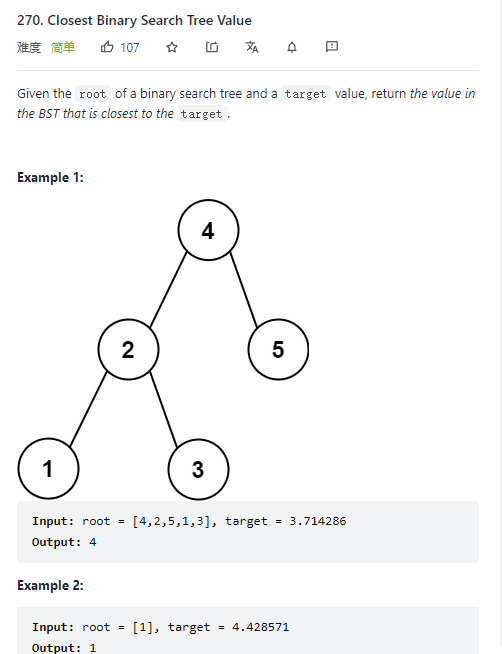 270. Closest Binary Search Tree Value
难度 简单 107
Given the root of a binary search tree and a target value, return the value in
the BST that is closest to the target .
Example 1:
4
2 5
1 3
Input: root = [4,2,5,1,3], target = 3.714286
Output: 4
Example 2:
Input: root = [1], target = 4.428571
Output: 1